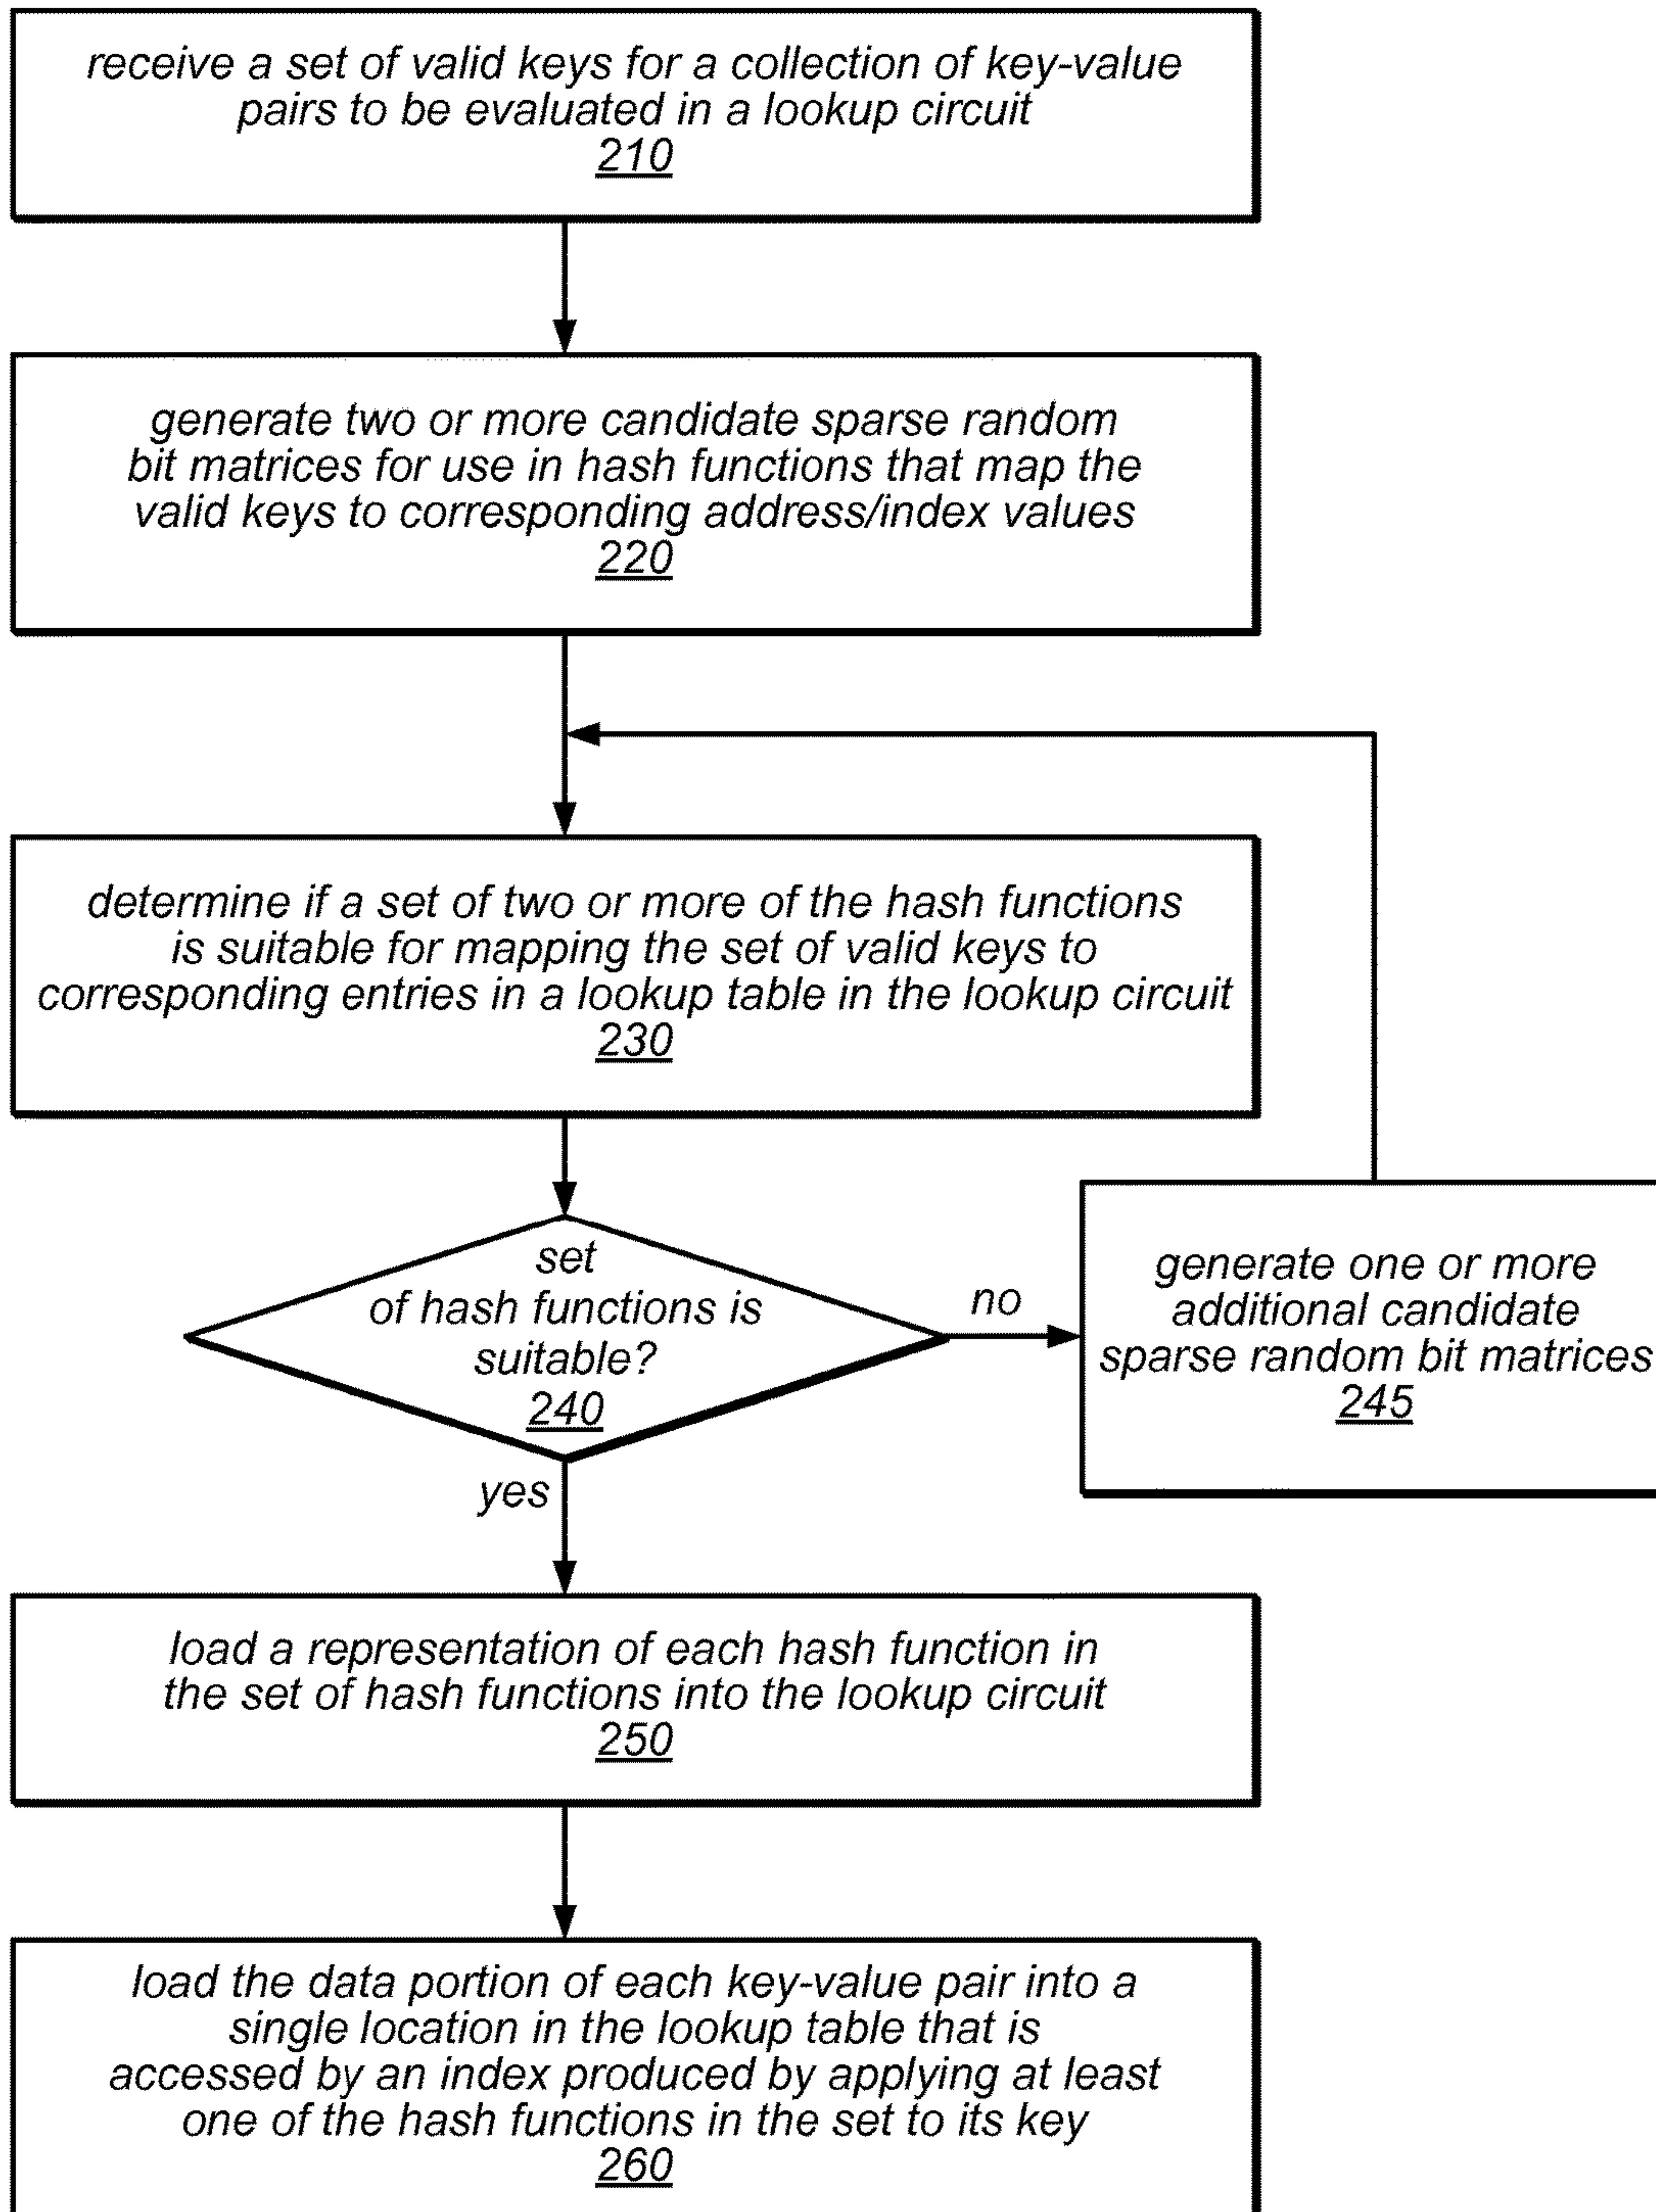 receive a set of valid keys for a collection of key-value
pairs to be evaluated in a lookup circuit
210
generate two or more candidate sparse random
bit matrices for use in hash functions that map the
valid keys to corresponding address/index values
220
determine if a set of two or more of the hash functions
is suitable for mapping the set of valid keys to
corresponding entries in a lookup table in the lookup circuit
230
set
of hash functions is
suitable?
240
no
generate one or more
additional candidate
sparse random bit matrices
245
yes
load a representation of each hash function in
the set of hash functions into the lookup circuit
250
load the data portion of each key-value pair into a
single location in the lookup table that is
accessed by an index produced by applying at least
one of the hash functions in the set to its key
260